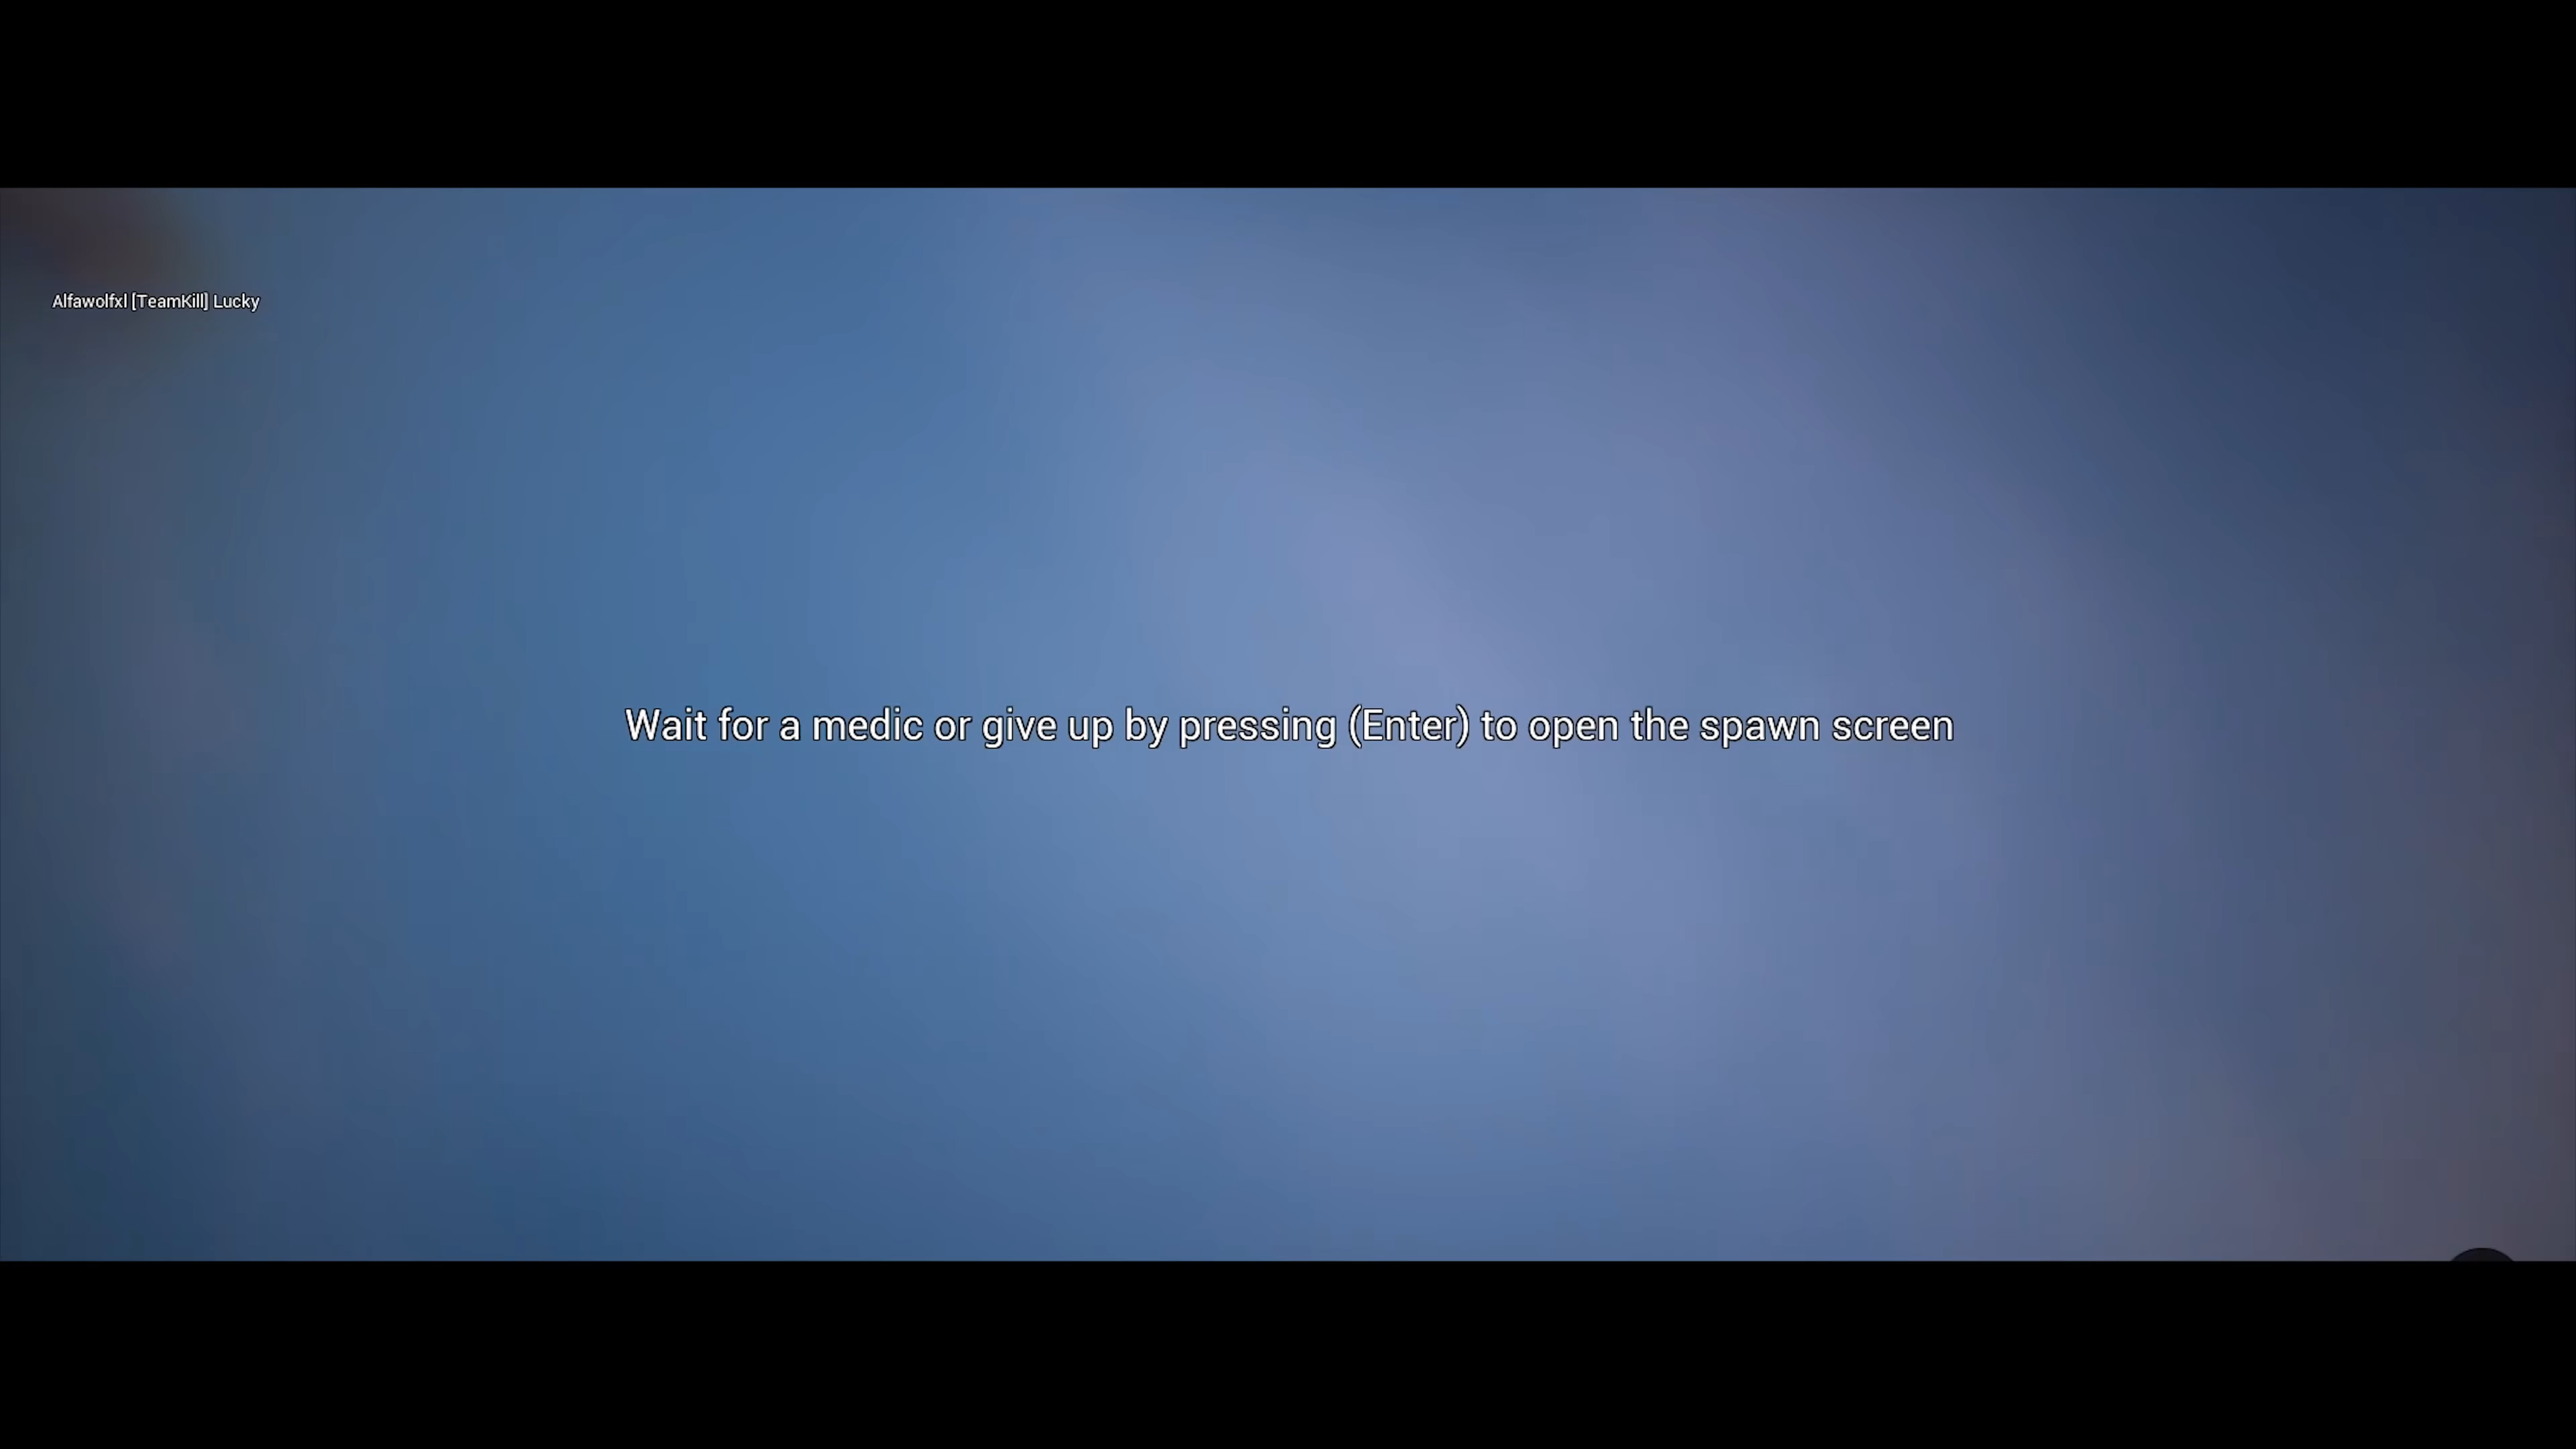 Alfawolfxl [TeamKill] Lucky
Wait for a medic or give up by pressing (Enter) to open the spawn screen